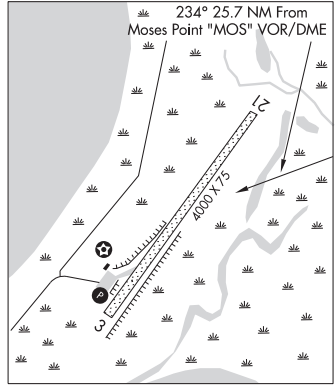 234° 25.7 NM From
Moses Point "MOS" VOR/DME
21
4000 X 75
P
3